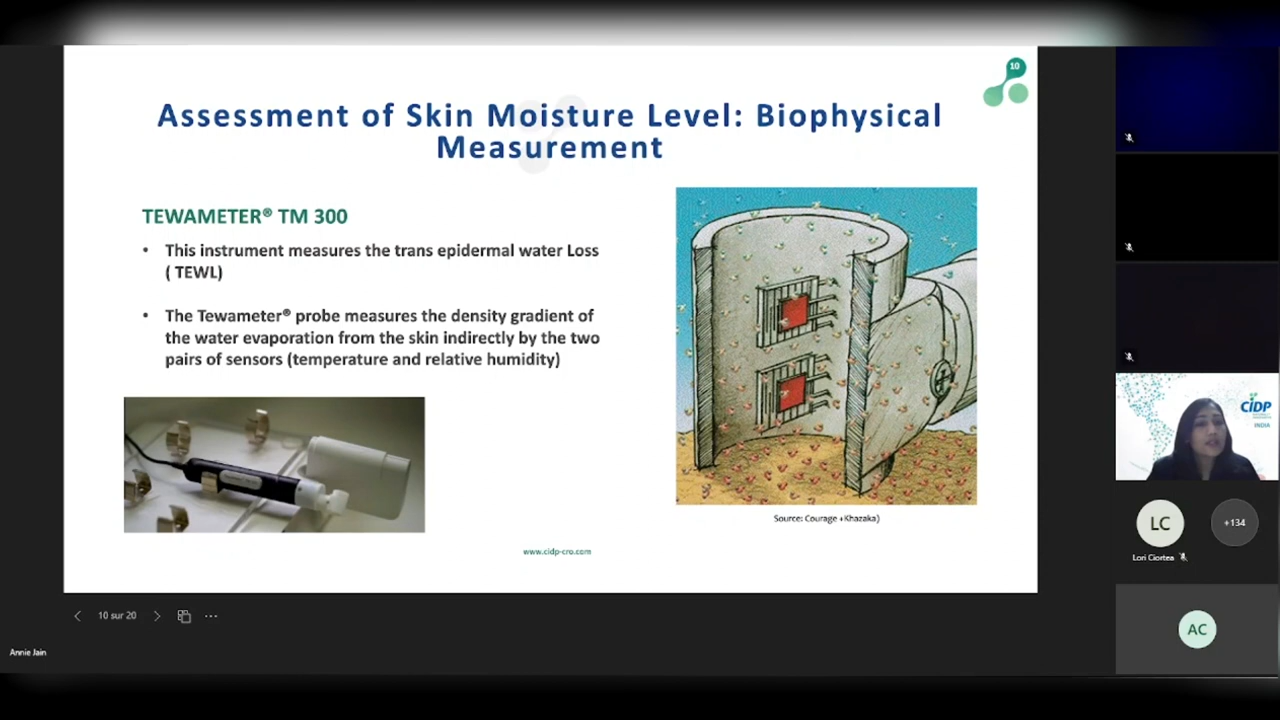 10
Assessment of Skin Moisture Level: Biophysical
Measurement
TEWAMETER® TM 300
• This instrument measures the trans epidermal water Loss
( TEWL)
• The Tewameter® probe measures the density gradient of
the water evaporation from the skin indirectly by the two
pairs of sensors (temperature and relative humidity)
Source: Courage +Khazaka)
www.cidp-cro.com
10 sur 20
Annie Jain
CIDP
INDIA
LC
+134
Lori Ciortea
AC